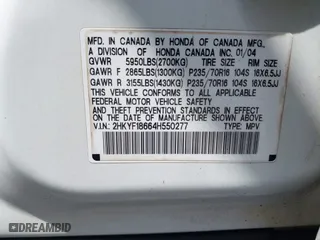 MFD. IN CANADA BY HONDA OF CANADA MFG.,
A DIVISION OF HONDA CANADA INC. 01/04
GVWR 5950LBS(2700KG) TIRE SIZE RIM SIZE
GAWR F 2865LBS(1300KG) P235/70R16 104S 16X6.5JJ
GAWR R 3155LBS(1430KG) P235/70R16 104S 16X6.5JJ
THIS VEHICLE CONFORMS TO ALL APPLICABLE
FEDERAL MOTOR VEHICLE SAFETY STANDARDS
IN EFFECT ON THE
DATE OF MANUFACTURE SHOWN ABOVE.
V.I.N.: 2HKYF18664H550277 TYPE: MPV
DREAMBID